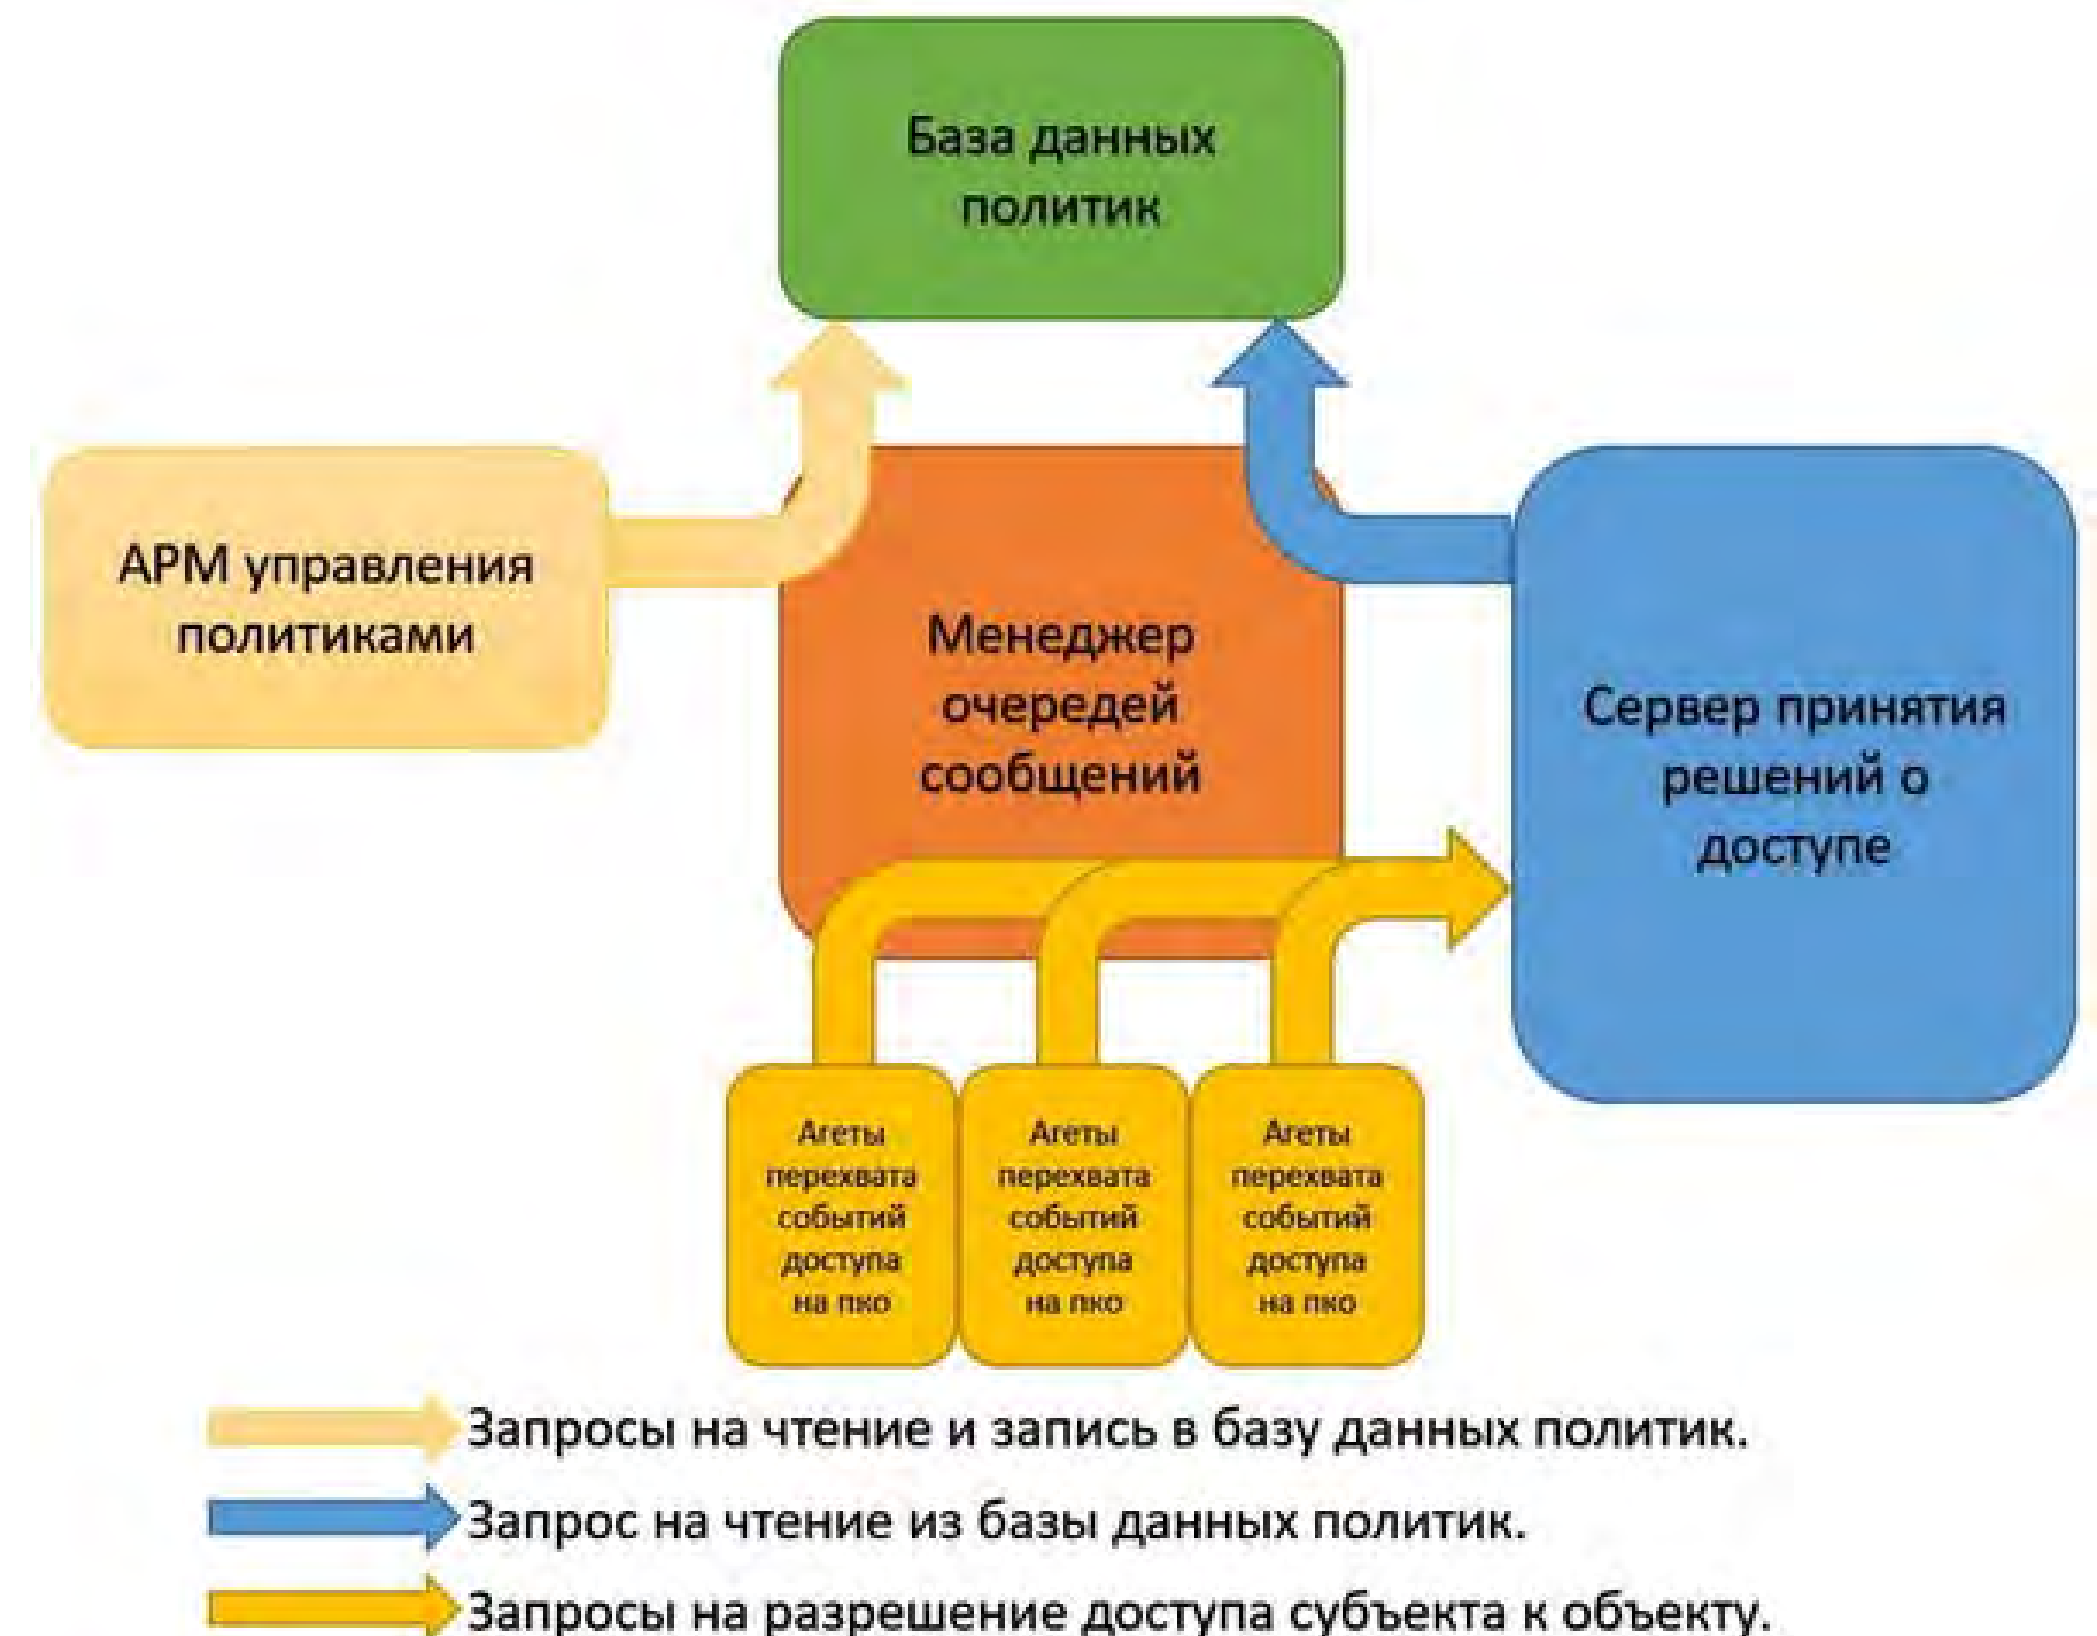 База данных
политик
АРМ управления
политиками
Менеджер
очередей
сообщений
Сервер принятия
решений о
доступе
Агеты
перехвата
событий
доступа
на пко
Агеты
перехвата
событий
доступа
на пко
Агеты
перехвата
событий
доступа
на пко
Запросы на чтение и запись в базу данных политик.
Запрос на чтение из базы данных политик.
Запросы на разрешение доступа субъекта к объекту.